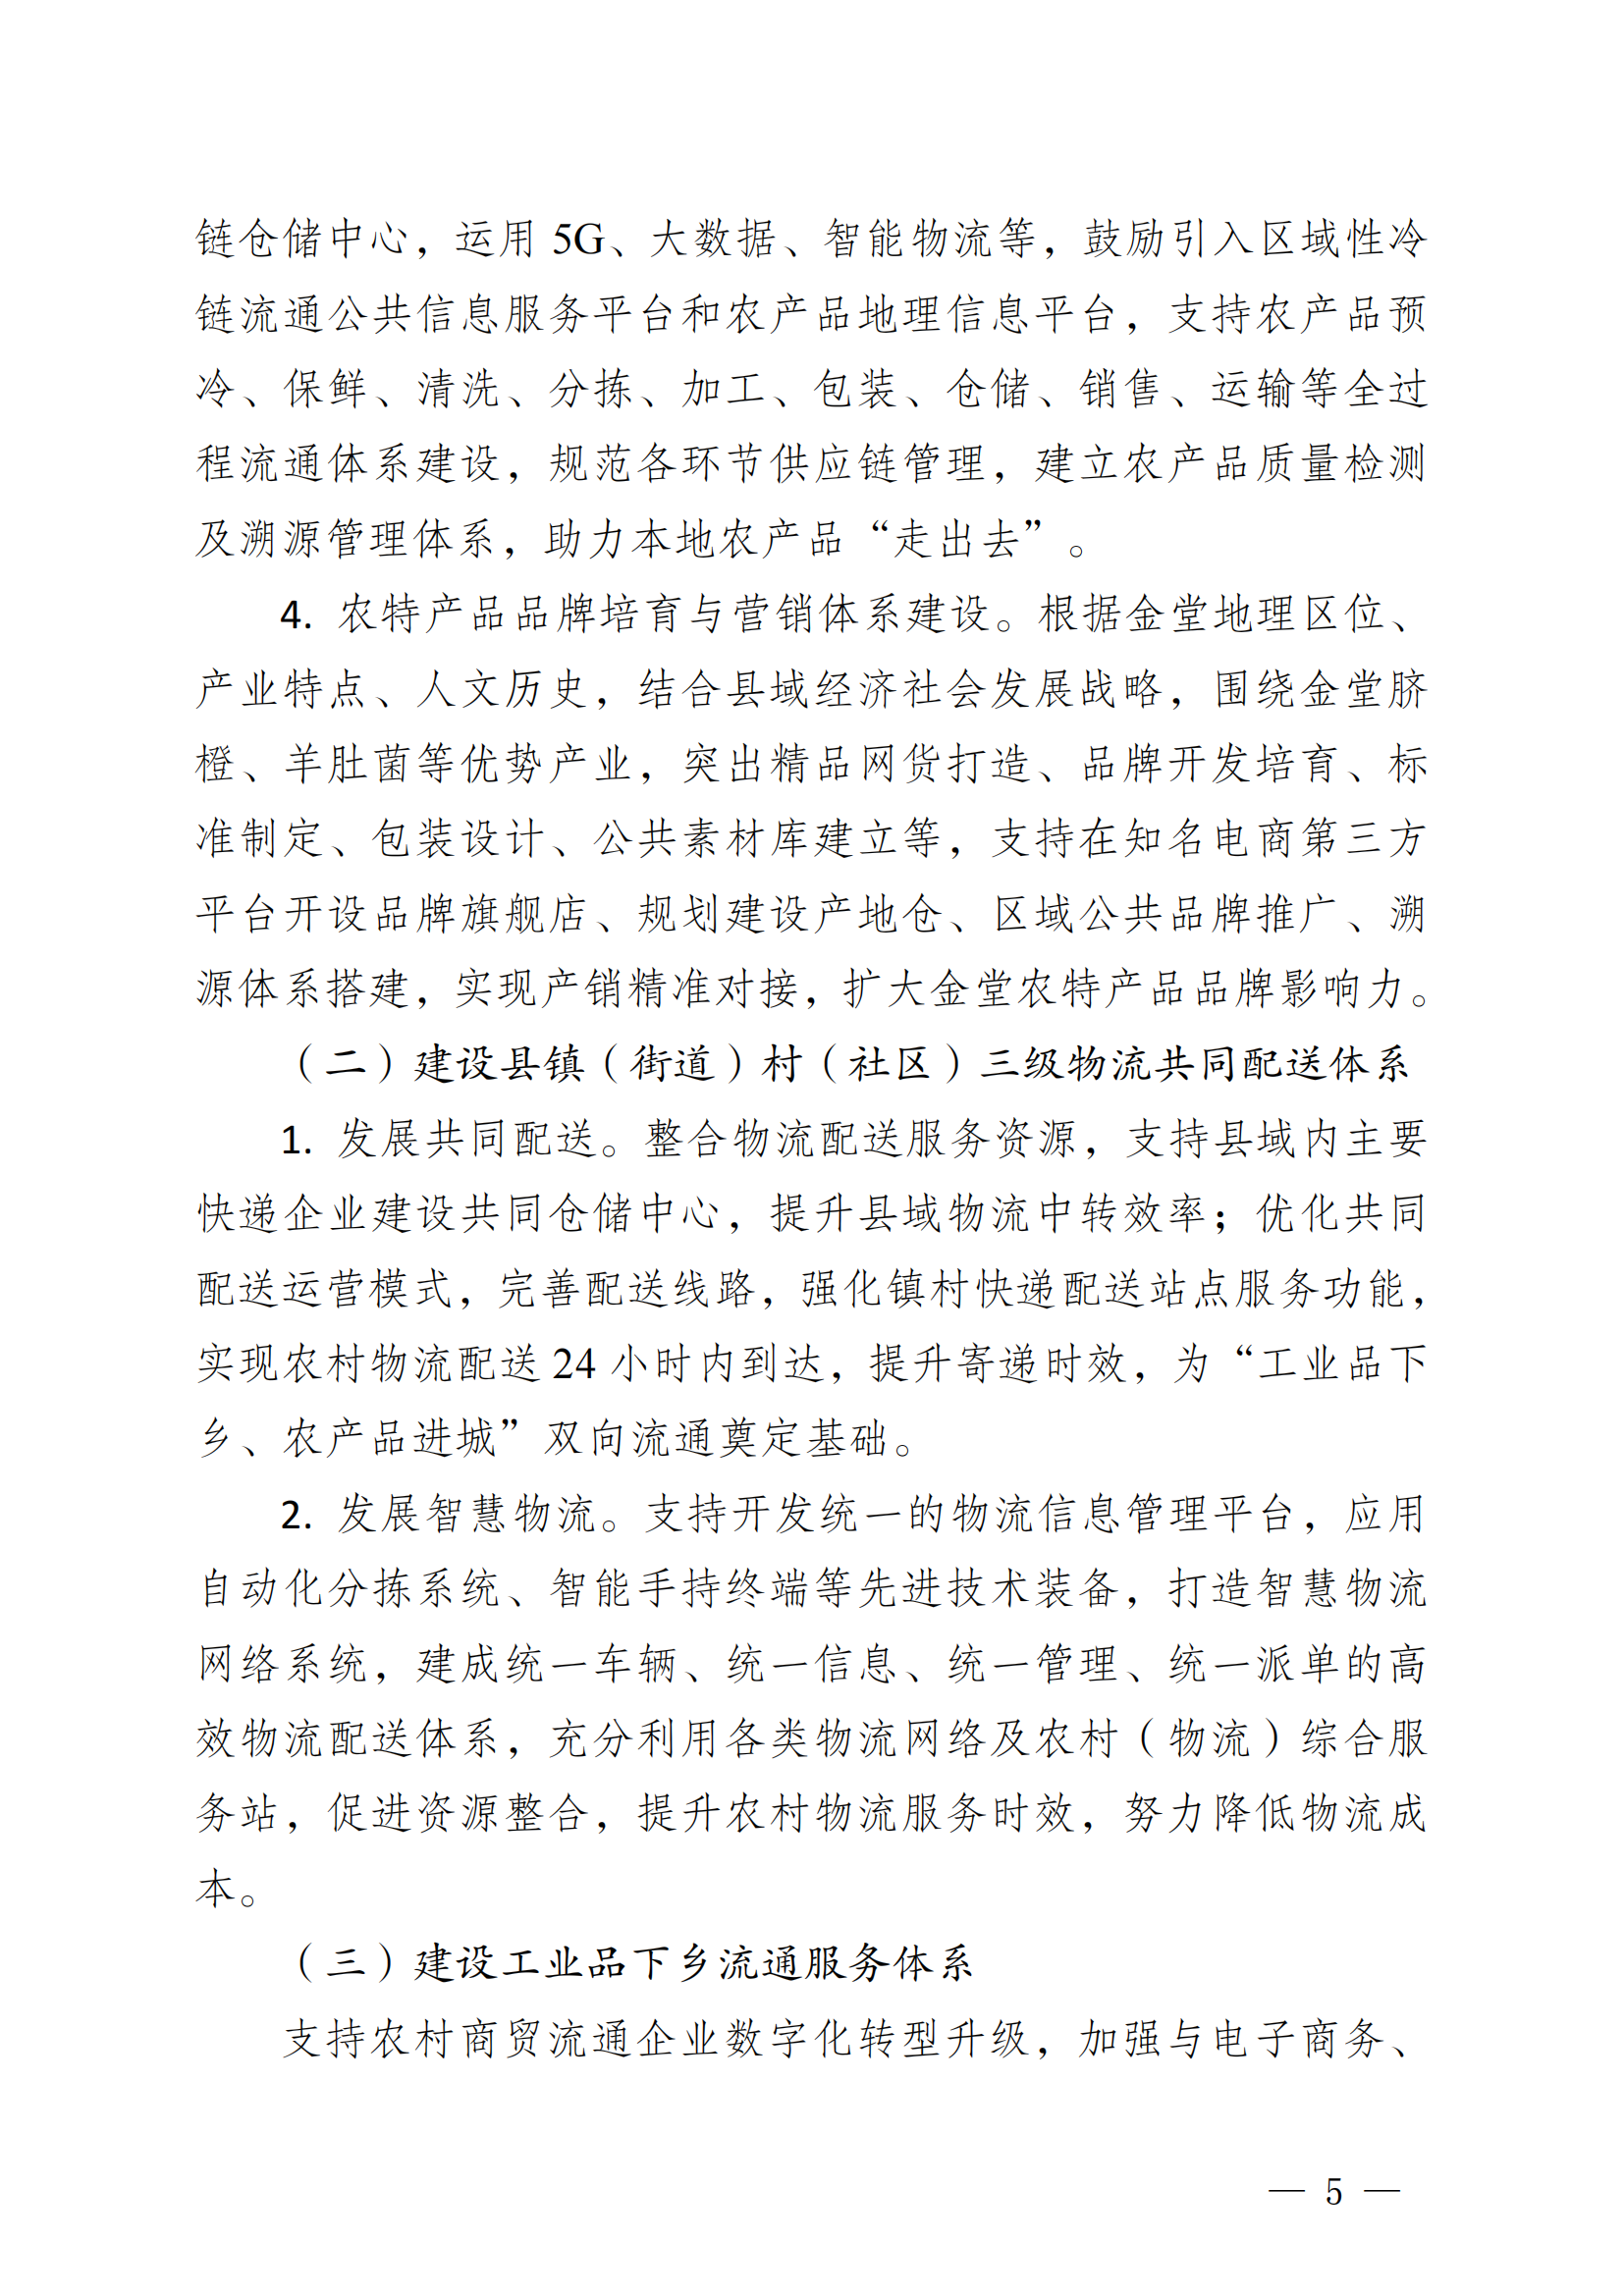 链仓储中心，运用 5G、大数据、智能物流等，鼓励引入区域性冷
链流通公共信息服务平台和农产品地理信息平台，支持农产品预
冷、保鲜、清洗、分拣、加工、包装、仓储、销售、运输等全过
程流通体系建设，规范各环节供应链管理，建立农产品质量检测
及溯源管理体系，助力本地农产品“走出去”。
4. 农特产品品牌培育与营销体系建设。根据金堂地理区位、
产业特点、人文历史，结合县域经济社会发展战略，围绕金堂脐
橙、羊肚菌等优势产业，突出精品网货打造、品牌开发培育、标
准制定、包装设计、公共素材库建立等，支持在知名电商第三方
平台开设品牌旗舰店、规划建设产地仓、区域公共品牌推广、溯
源体系搭建，实现产销精准对接，扩大金堂农特产品品牌影响力。
（二）建设县镇（街道）村（社区）三级物流共同配送体系
1. 发展共同配送。整合物流配送服务资源，支持县域内主要
快递企业建设共同仓储中心，提升县域物流中转效率；优化共同
配送运营模式，完善配送线路，强化镇村快递配送站点服务功能，
实现农村物流配送 24 小时内到达，提升寄递时效，为“工业品下
乡、农产品进城”双向流通奠定基础。
2. 发展智慧物流。支持开发统一的物流信息管理平台，应用
自动化分拣系统、智能手持终端等先进技术装备，打造智慧物流
网络系统，建成统一车辆、统一信息、统一管理、统一派单的高
效物流配送体系，充分利用各类物流网络及农村（物流）综合服
务站，促进资源整合，提升农村物流服务时效，努力降低物流成
本。
（三）建设工业品下乡流通服务体系
支持农村商贸流通企业数字化转型升级，加强与电子商务、
— 5 —